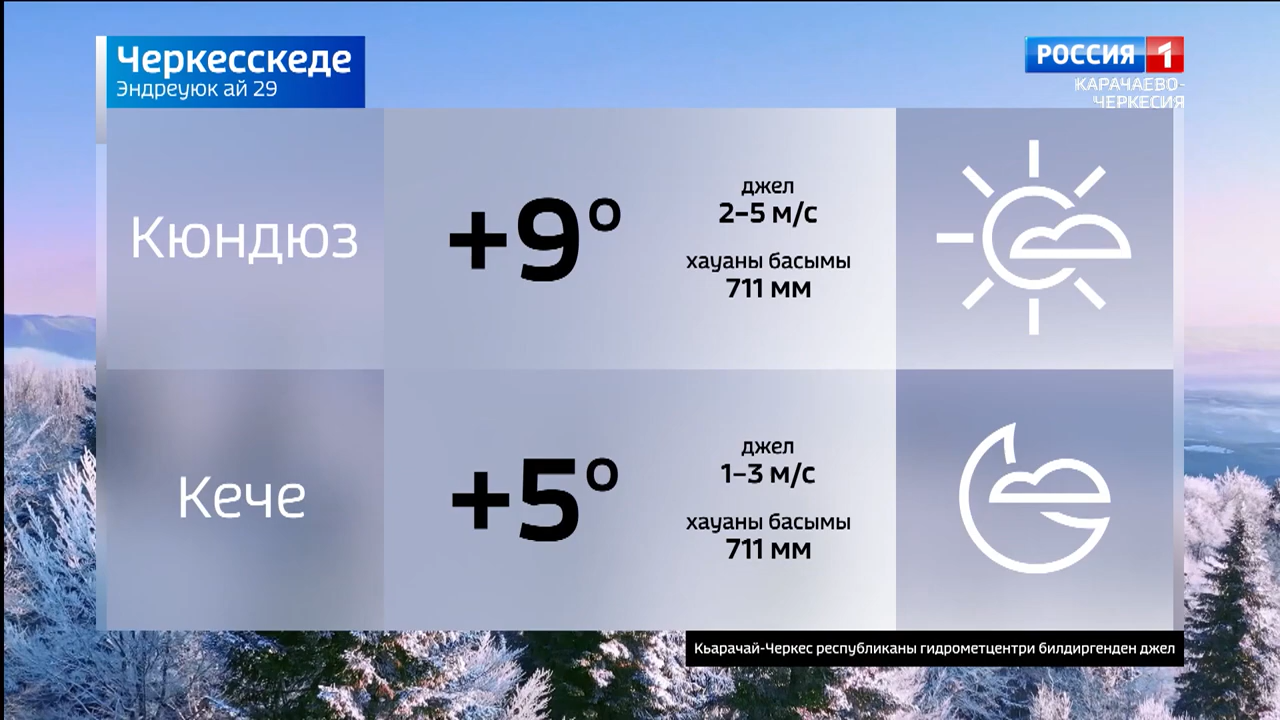 Черкесскеде
Эндреуюк ай 29
РОССИЯ 1
КАРАЧАЕВО-
ЧЕРКЕСИЯ
Кюндюз
+9°
джел
2-5 м/с
хауаны басымы
711 мм
Кече
+5°
джел
1-3 м/с
хауаны басымы
711 мм
Кьарачай-Черкес республиканы гидрометцентри билдиргенден джел